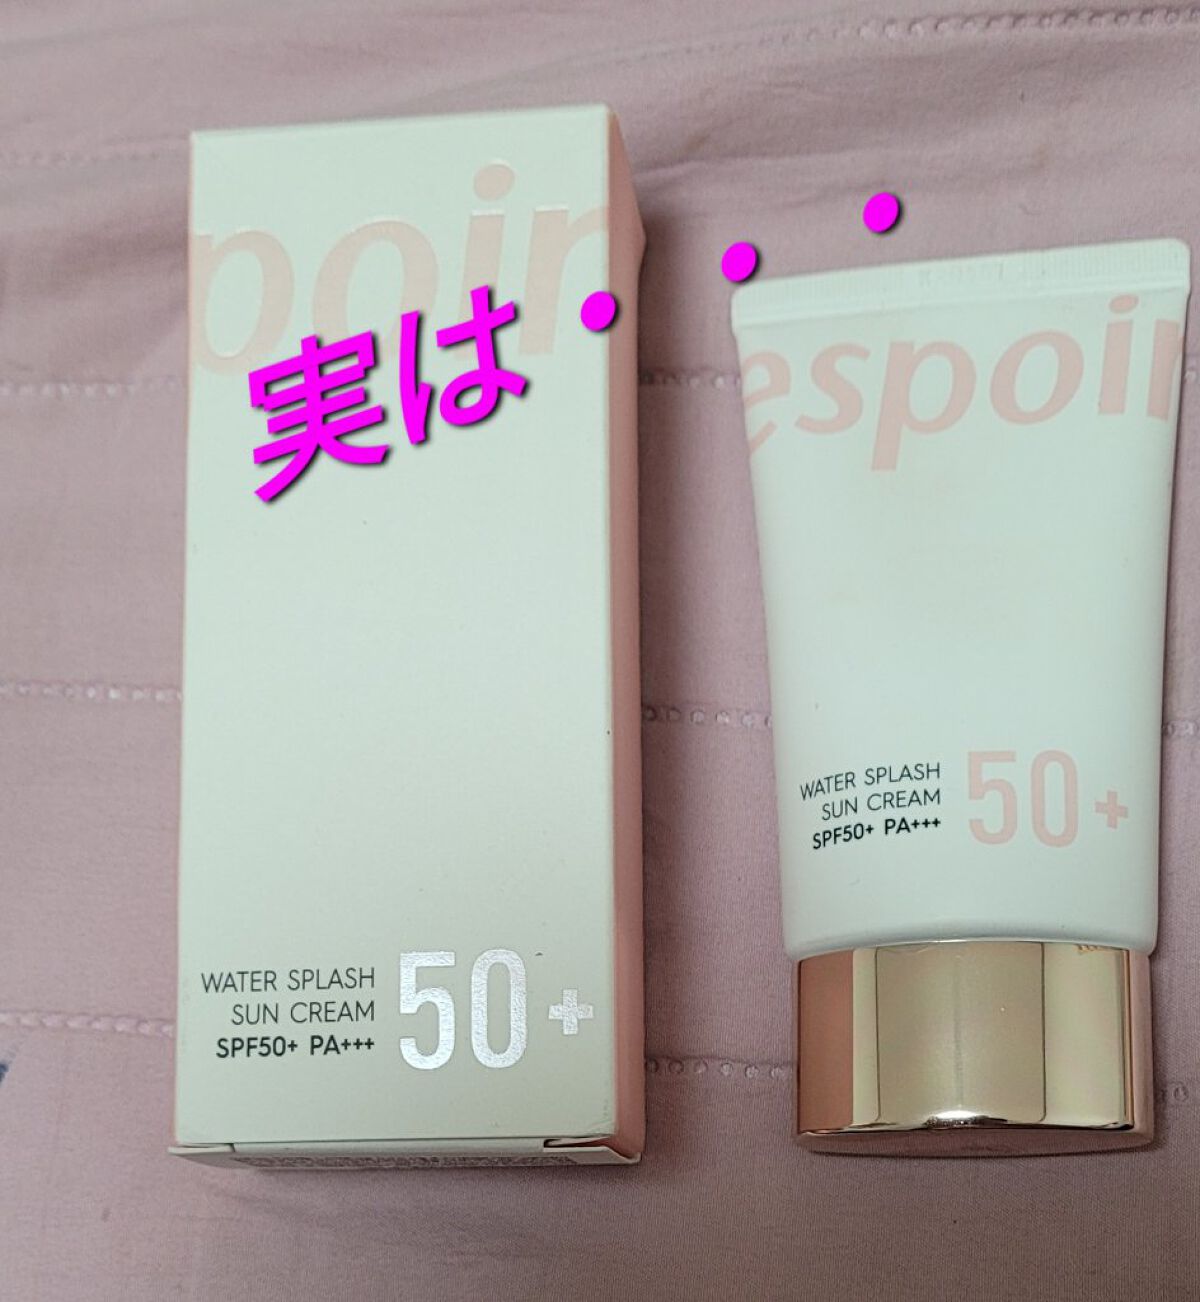 poir
実は・・・
WATER SPLASH
SUN CREAM
SPF50+ PA+++
50+
espoir
WATER SPLASH
SUN CREAM
SPF50+ PA+++
50+